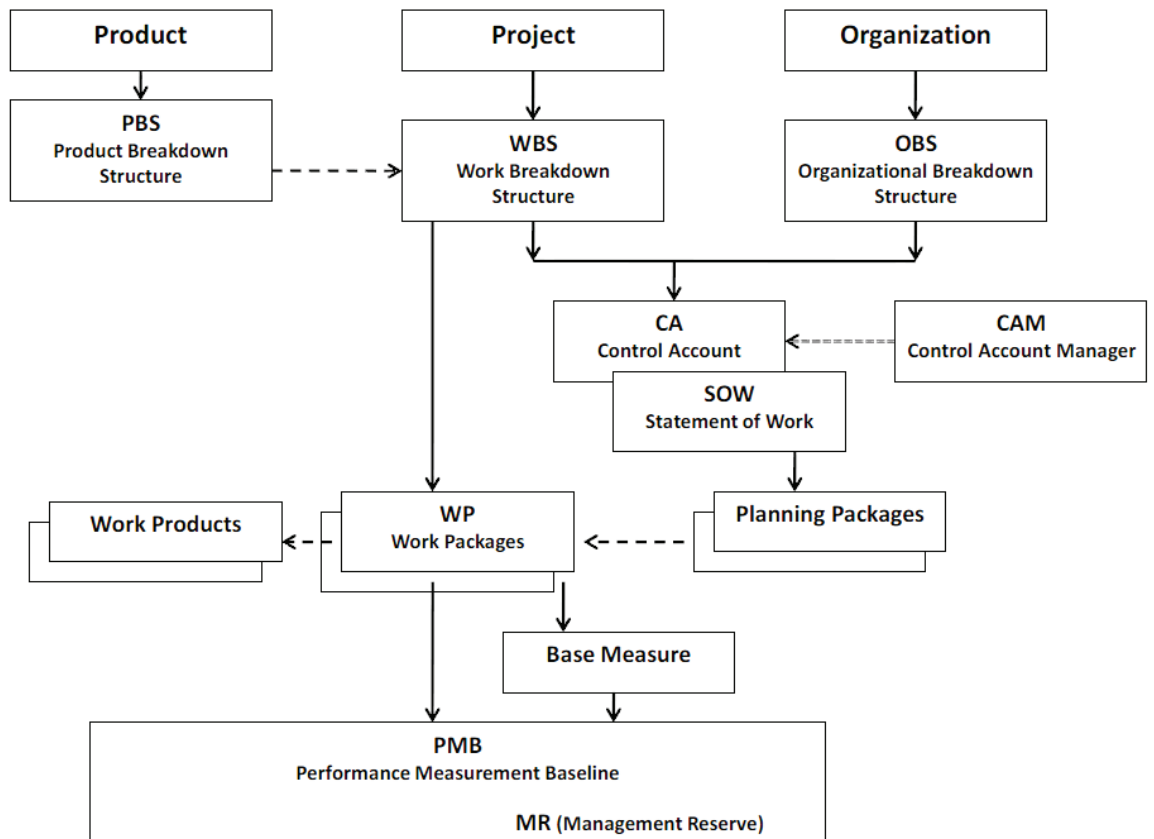 Product
Project
Organization
PBS
Product Breakdown
Structure
WBS
Work Breakdown
Structure
OBS
Organizational Breakdown
Structure
CA
Control Account
CAM
Control Account Manager
SOW
Statement of Work
Work Products
WP
Work Packages
Planning Packages
Base Measure
PMB
Performance Measurement Baseline
MR (Management Reserve)